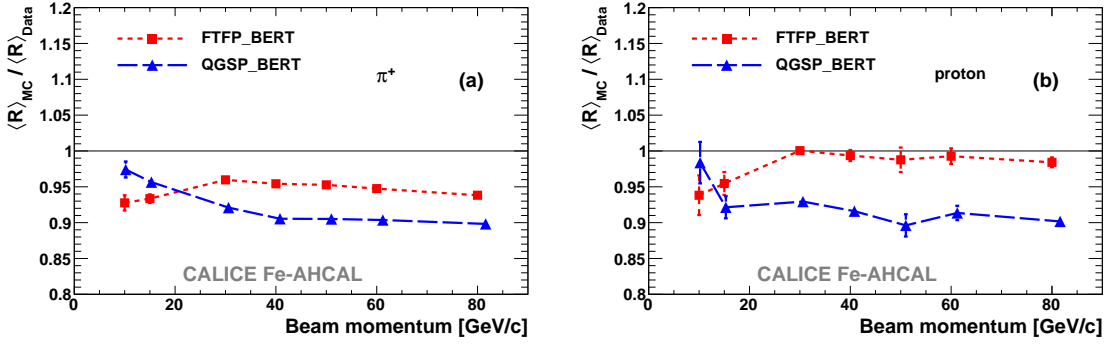 ⟨R⟩MC / ⟨R⟩Data
1.2
1.15
1.1
1.05
1
0.95
0.9
0.85
0.8
FTFP_BERT
QGSP_BERT
π+
(a)
CALICE Fe-AHCAL
0 20 40 60 80
Beam momentum [GeV/c]
⟨R⟩MC / ⟨R⟩Data
1.2
1.15
1.1
1.05
1
0.95
0.9
0.85
0.8
FTFP_BERT
QGSP_BERT
proton
(b)
CALICE Fe-AHCAL
0 20 40 60 80
Beam momentum [GeV/c]